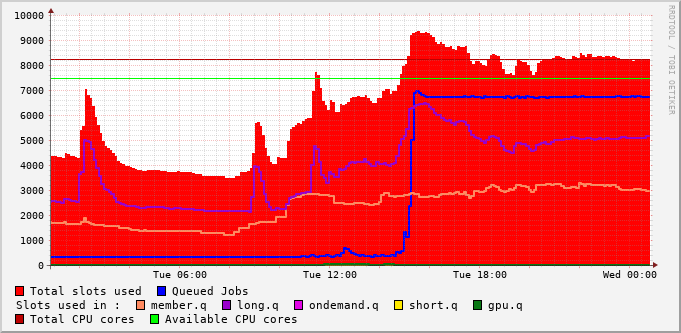 10000
9000
8000
7000
6000
5000
4000
3000
2000
1000
0
Tue 06:00 Tue 12:00 Tue 18:00 Wed 00:00
RRDTOOL / TOBI OETIKER
Total slots used Queued Jobs
Slots used in : member.q long.q ondemand.q short.q gpu.q
Total CPU cores Available CPU cores